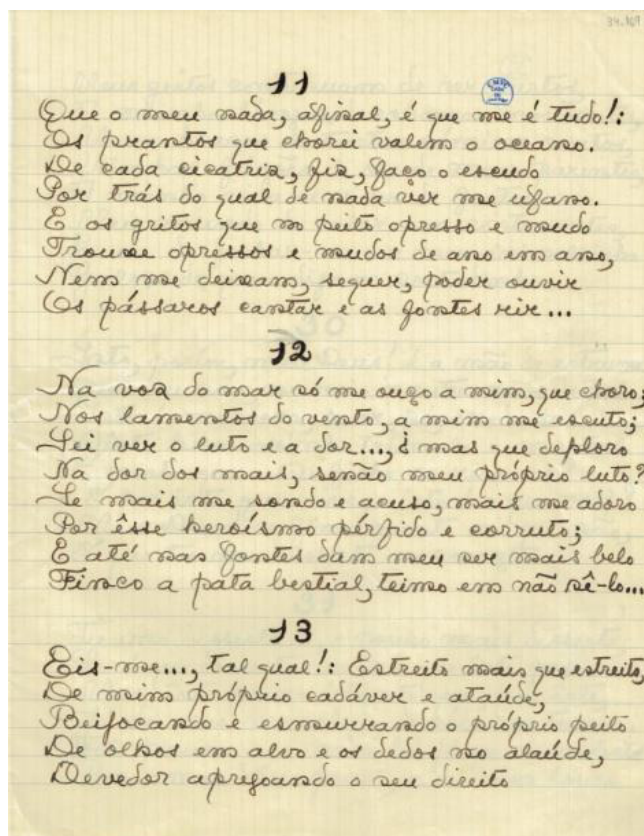 34.169
11
Que o meu nada, afinal, é que me é tudo!:
Os prantos que chorei valem o oceano.
De cada cicatriz, fiz, faço o escudo
Por trás do qual de nada ver me ufano.
E os gritos que no peito opresso e mudo
Trouxe opressos e mudos de ano em ano,
Nem me deixam, sequer, poder ouvir
Os pássaros cantar e as fontes rir...
12
Na voz do mar só me ouço a mim, que choro;
Nos lamentos do vento, a mim me escuto;
Sei ver o luto e a dor..., ¿ mas que deploro
Na dor dos mais, senão meu próprio luto?
Se mais me sondo e acuso, mais me adoro
Por êsse heroísmo pérfido e corruto;
E até nas fontes dum meu ser mais belo
Finco a pata bestial, teimo em não sê-lo...
13
Eis-me..., tal qual!: Estreito mais que estreito,
De mim próprio cadáver e ataúde,
Beijocando e esmurrando o próprio peito
De olhos em alvo e os dedos no alaúde,
Devedor apregoando o seu direito